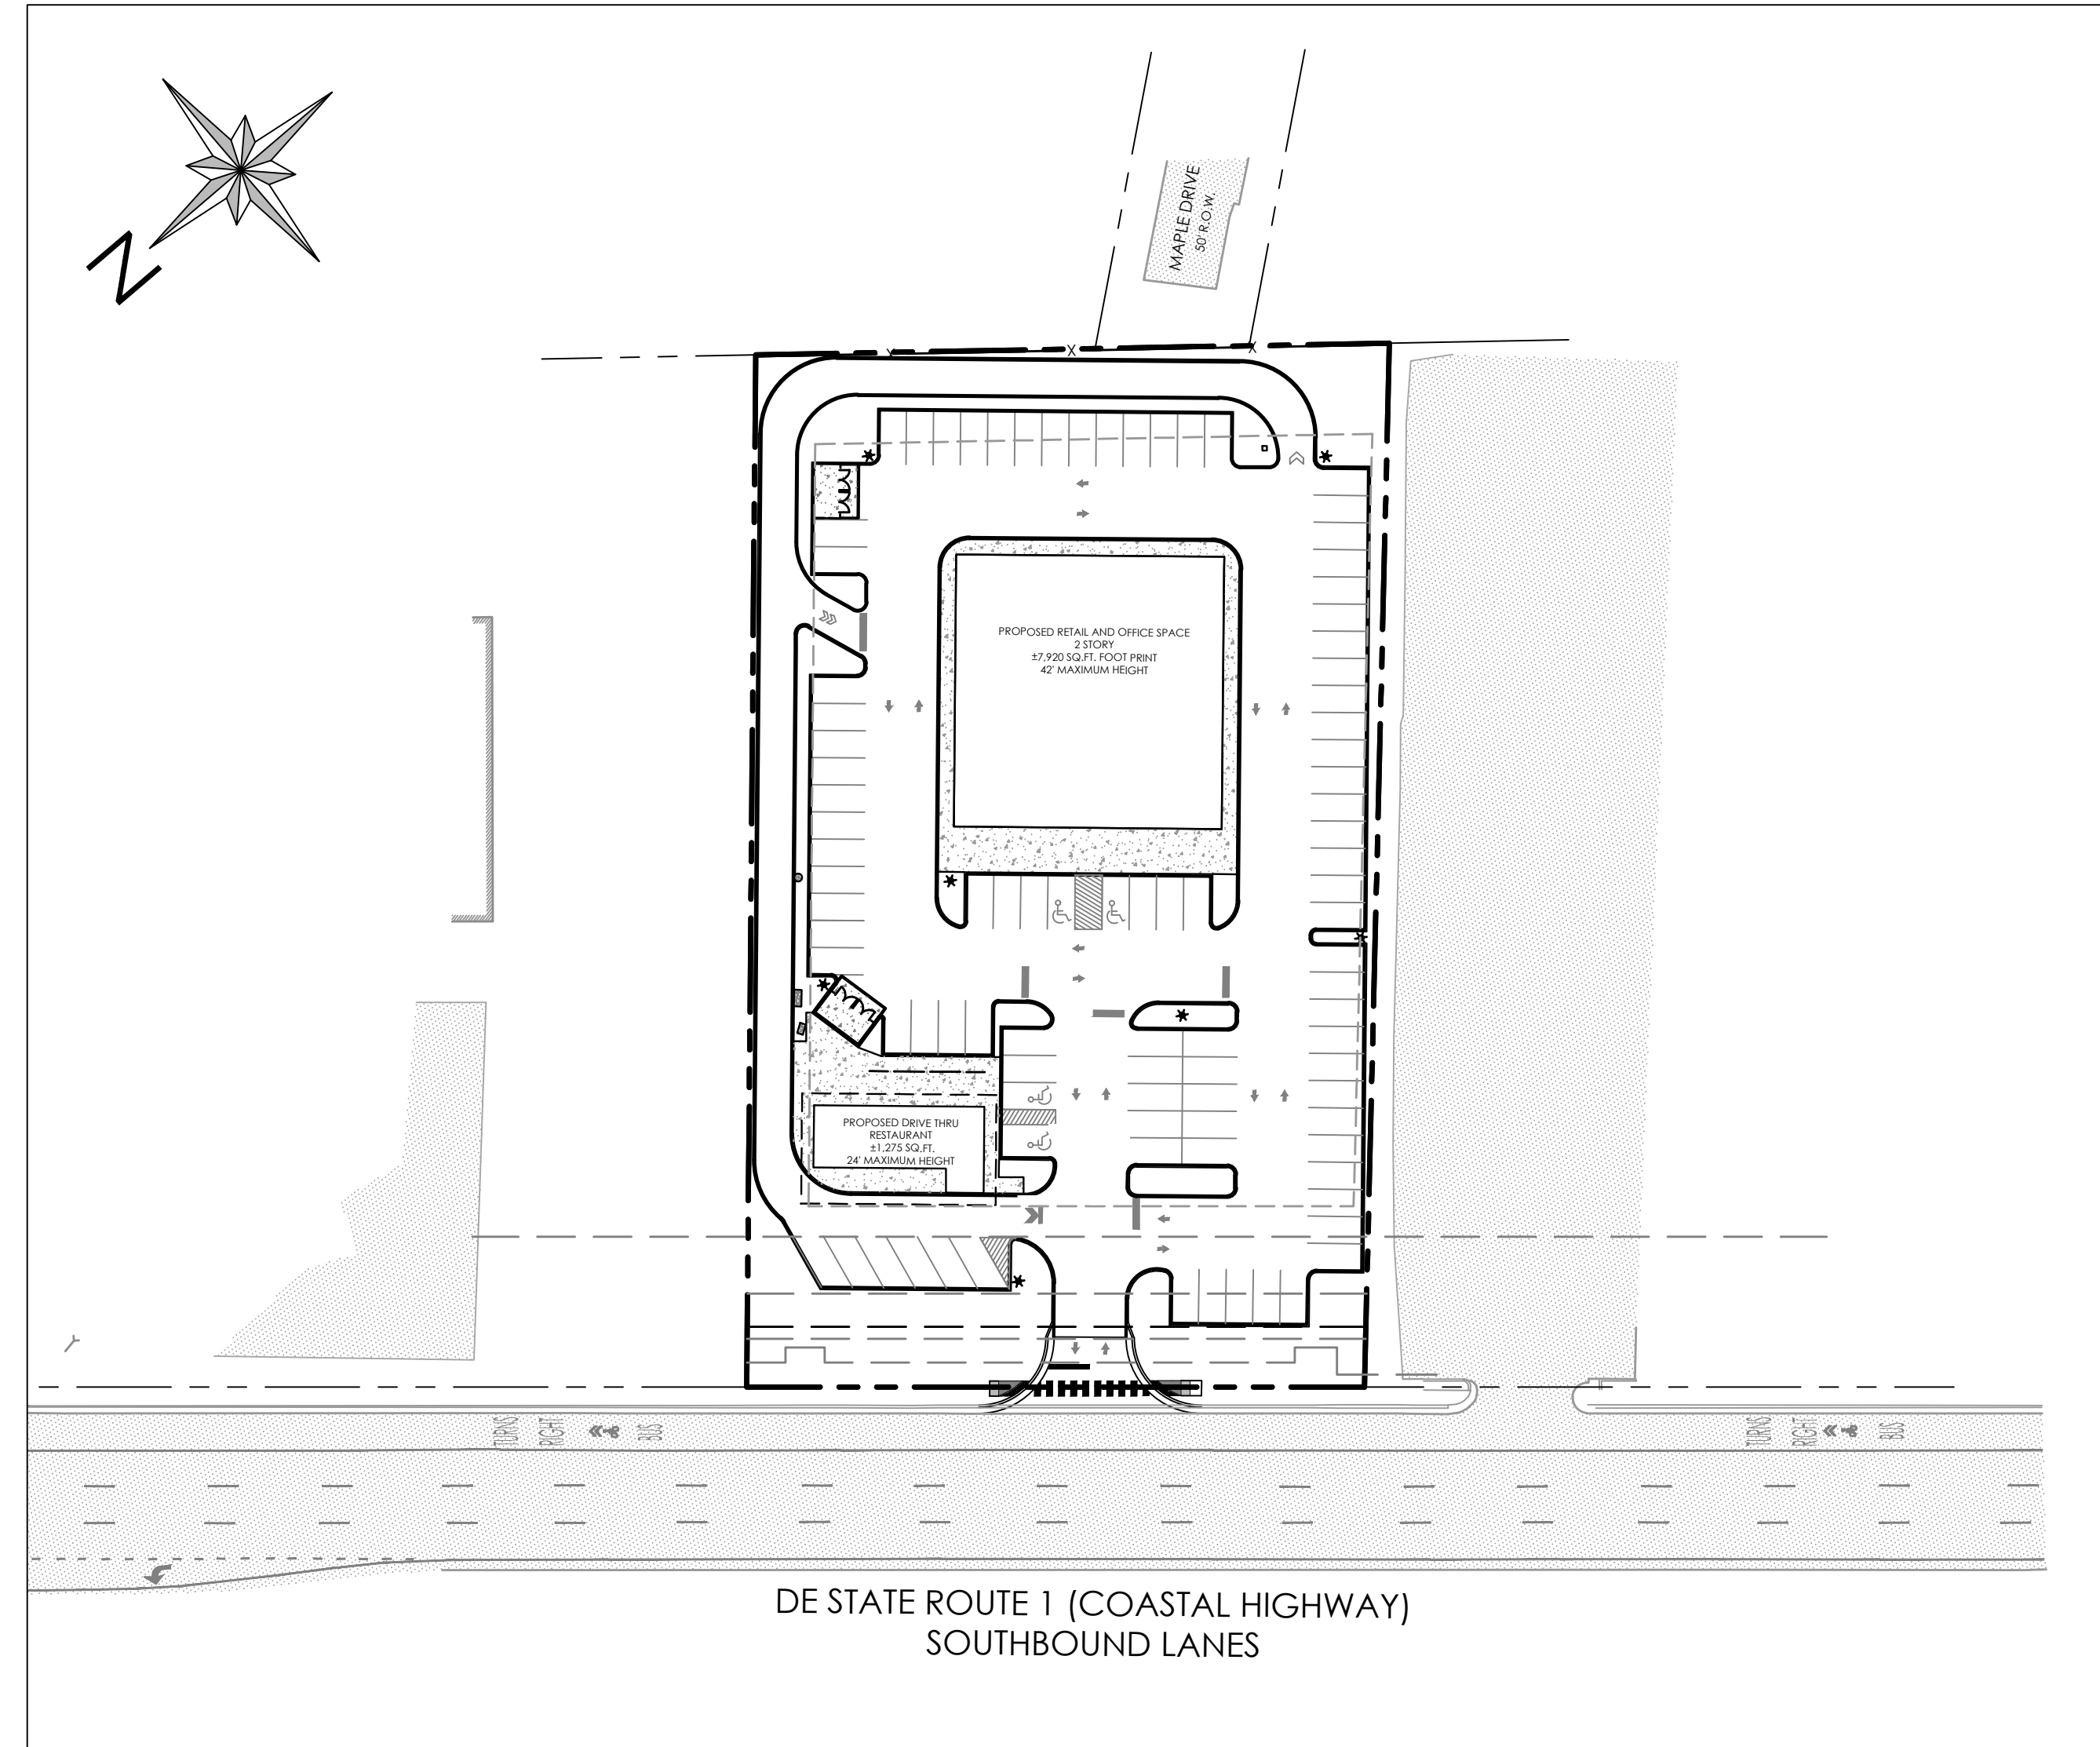 N
MAPLE DRIVE
50' R.O.W.
X X X
PROPOSED RETAIL AND OFFICE SPACE
2 STORY
±7,920 SQ.FT. FOOT PRINT
42' MAXIMUM HEIGHT
PROPOSED DRIVE THRU
RESTAURANT
±1,275 SQ.FT.
24' MAXIMUM HEIGHT
TURNS
RIGHT
BUS
TURNS
RIGHT
BUS
DE STATE ROUTE 1 (COASTAL HIGHWAY)
SOUTHBOUND LANES